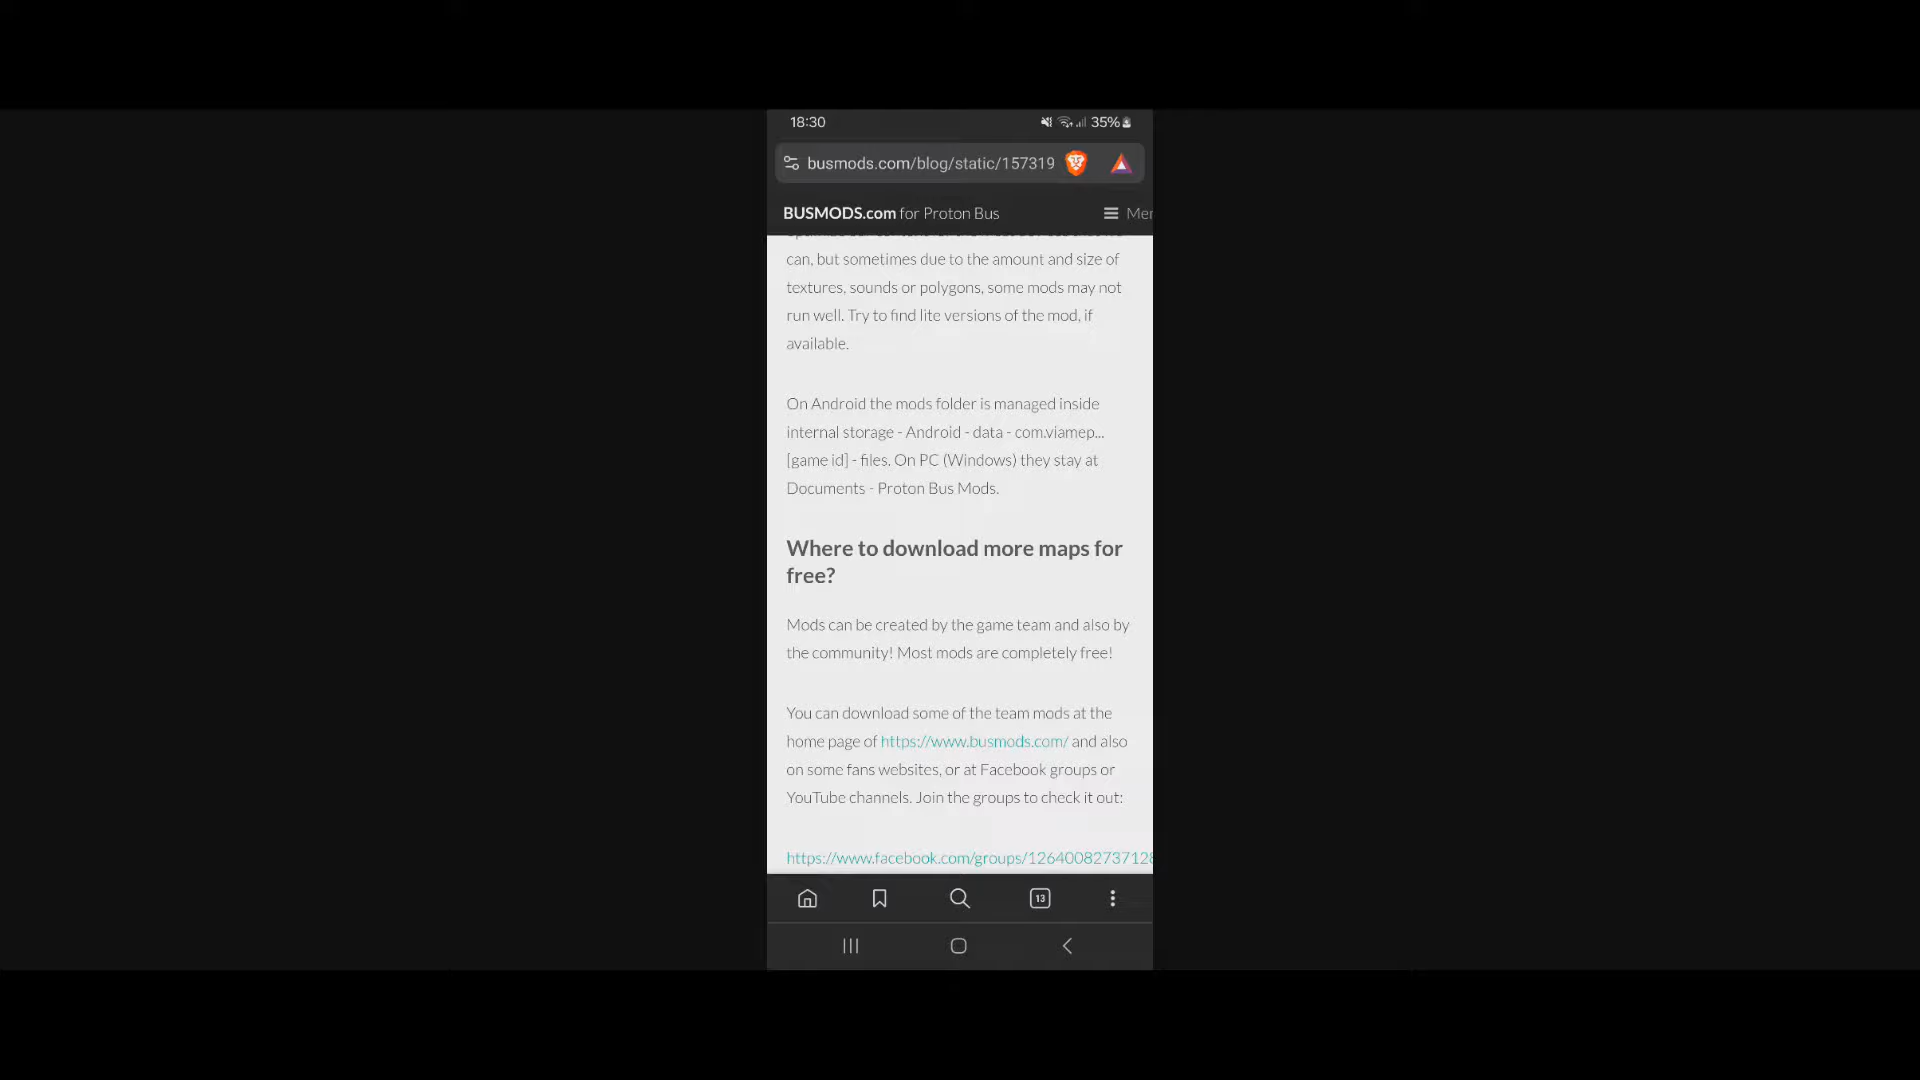 18:30
35%
busmods.com/blog/static/157319
BUSMODS.com for Proton Bus
Mer
can, but sometimes due to the amount and size of
textures, sounds or polygons, some mods may not
run well. Try to find lite versions of the mod, if
available.
On Android the mods folder is managed inside
internal storage - Android - data - com.viamep...
[game id] - files. On PC (Windows) they stay at
Documents - Proton Bus Mods.
Where to download more maps for
free?
Mods can be created by the game team and also by
the community! Most mods are completely free!
You can download some of the team mods at the
home page of https://www.busmods.com/ and also
on some fans websites, or at Facebook groups or
YouTube channels. Join the groups to check it out:
https://www.facebook.com/groups/12640082737128
13